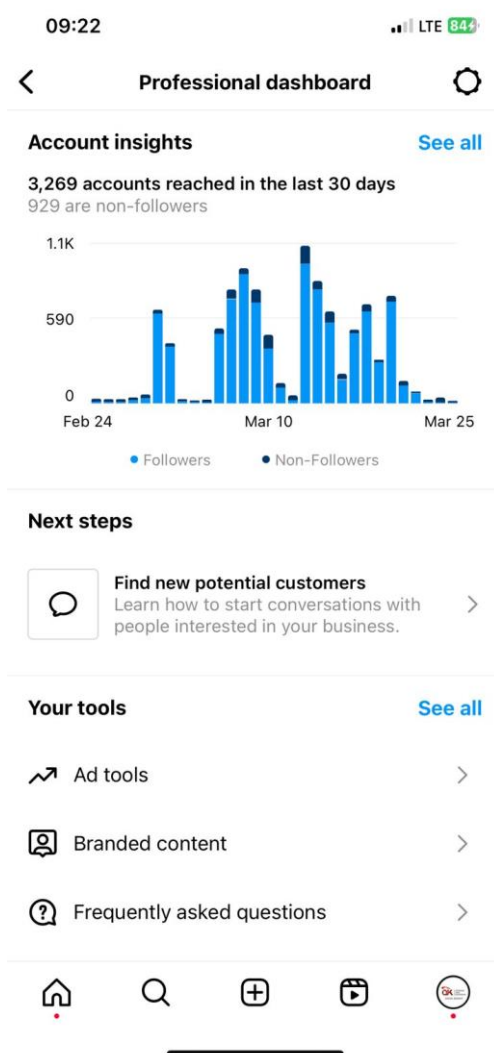 09:22
LTE 84
Professional dashboard
Account insights
See all
3,269 accounts reached in the last 30 days
929 are non-followers
1.1K
590
0
Feb 24
Mar 10
Mar 25
Followers
Non-Followers
Next steps
Find new potential customers
Learn how to start conversations with
people interested in your business.
Your tools
See all
Ad tools
Branded content
Frequently asked questions